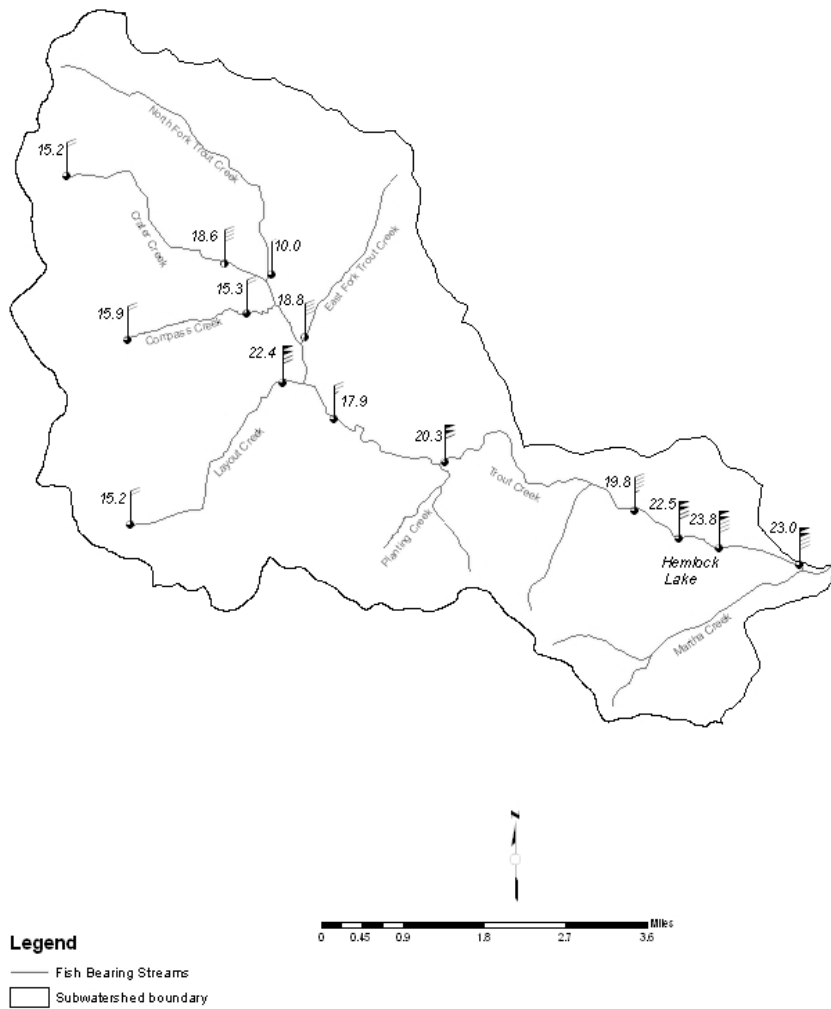 North Fork Trout Creek
15.2
Crater Creek
18.6
10.0
East Fork Trout Creek
15.3
18.8
15.9
Compass Creek
22.4
17.9
Layout Creek
20.3
Trout Creek
19.8
15.2
22.5
23.8
23.0
Planting Creek
Hemlock
Lake
Martha Creek
N
Miles
0 0.45 0.9 1.8 2.7 3.6
Legend
Fish Bearing Streams
Subwatershed boundary